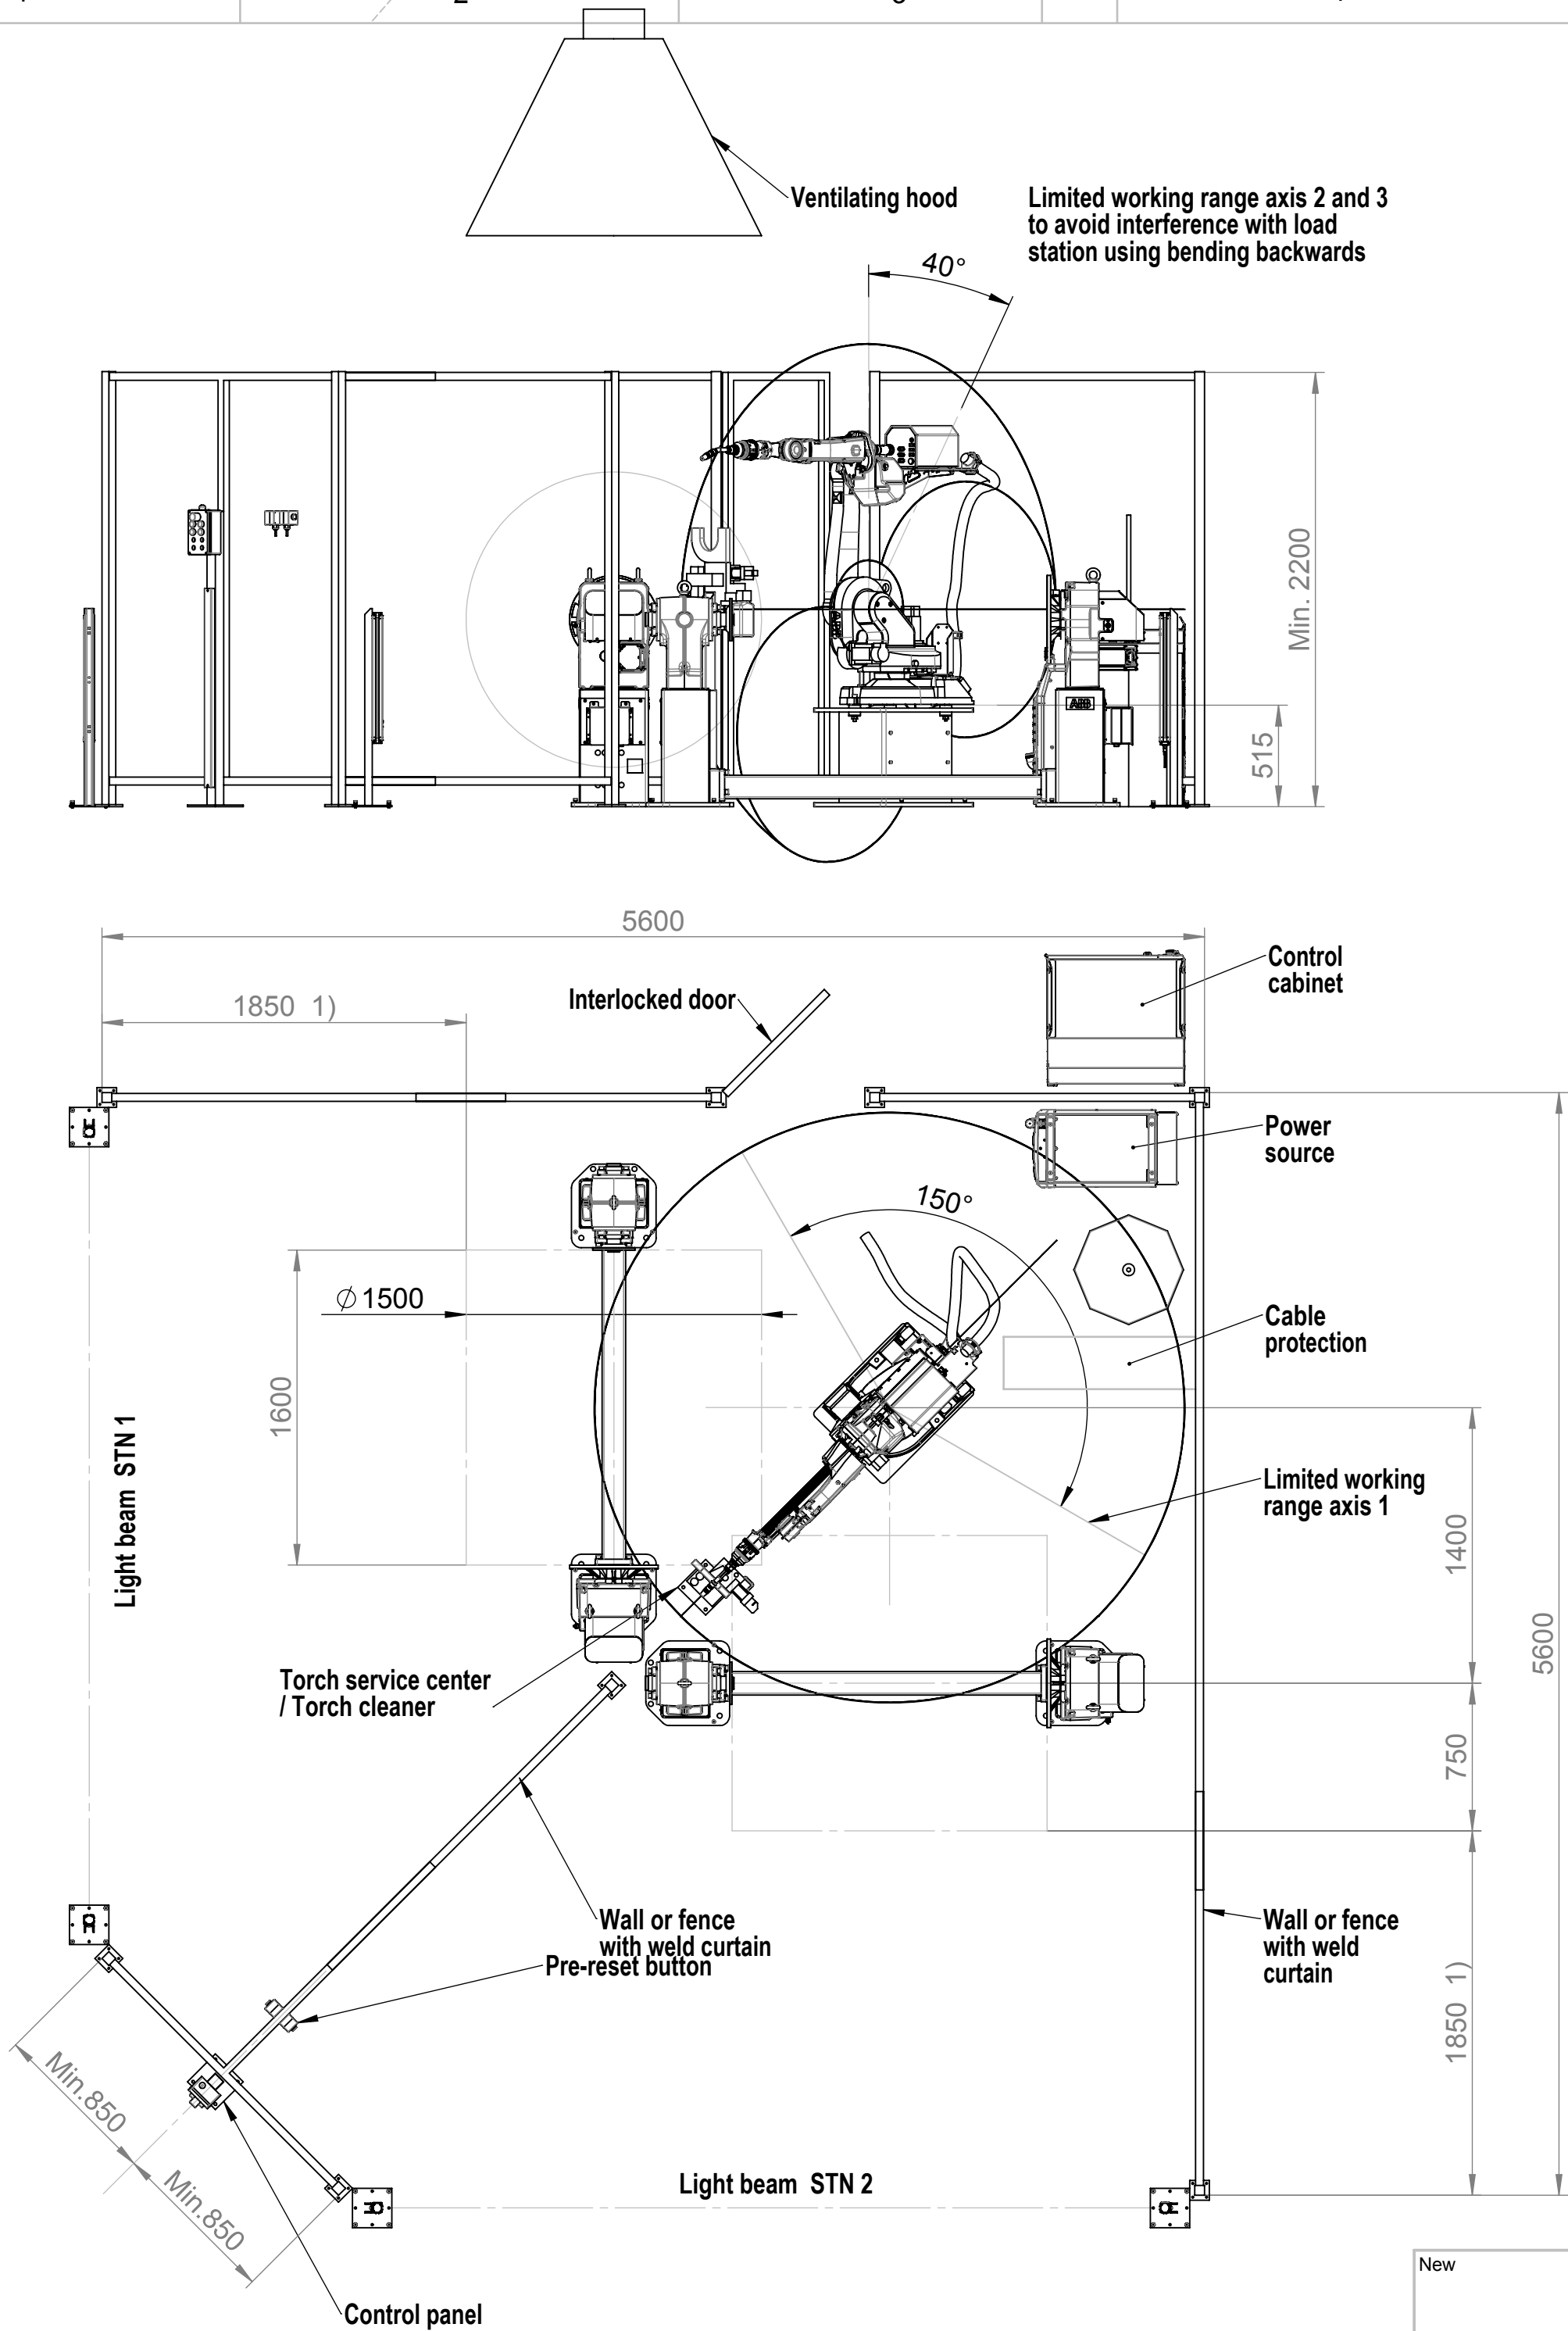 Ventilating hood
Limited working range axis 2 and 3
to avoid interference with load
station using bending backwards
40°
Min. 2200
515
ABB
5600
1850 1)
Interlocked door
Control
cabinet
Power
source
150°
⌀1500
Cable
protection
1600
Light beam STN 1
Limited working
range axis 1
1400
5600
Torch service center
/ Torch cleaner
750
Wall or fence
with weld curtain
Pre-reset button
Wall or fence
with weld
curtain
1850 1)
Min.850
Min.850
Light beam STN 2
Control panel
New